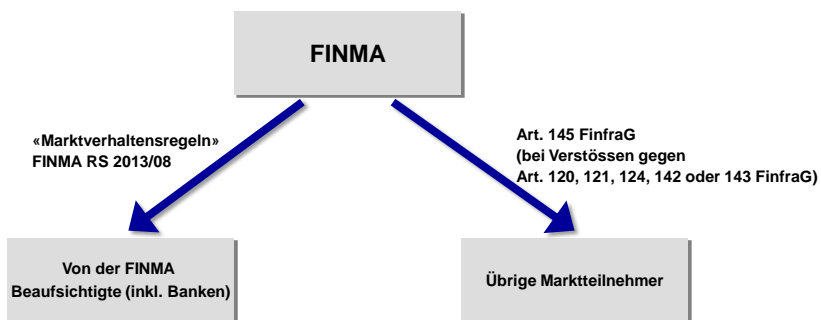 FINMA
«Marktverhaltensregeln»
FINMA RS 2013/08
Art. 145 FinfraG
(bei Verstössen gegen
Art. 120, 121, 124, 142 oder 143 FinfraG)
Von der FINMA
Beaufsichtigte (inkl. Banken)
Übrige Marktteilnehmer